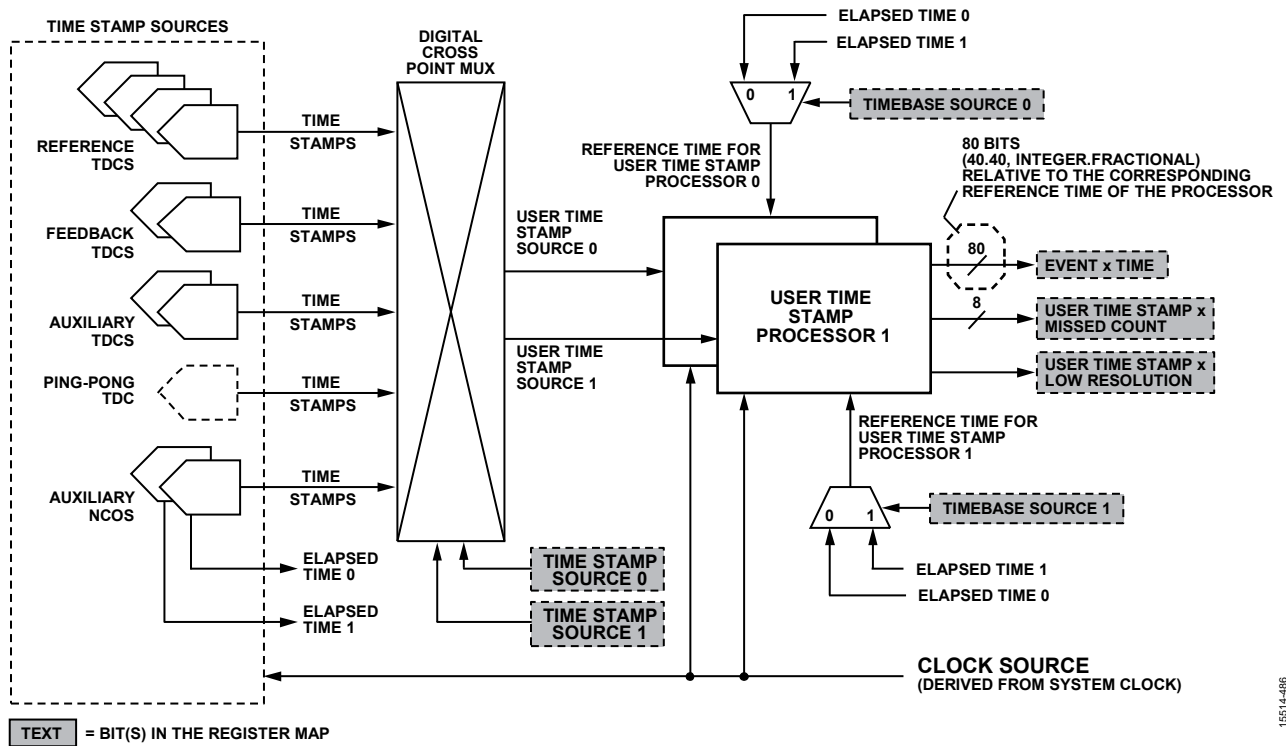 TIME STAMP SOURCES
REFERENCE
TDCS
TIME
STAMPS
FEEDBACK
TDCS
TIME
STAMPS
AUXILIARY
TDCS
TIME
STAMPS
PING-PONG
TDC
TIME
STAMPS
AUXILIARY
NCOS
TIME
STAMPS
ELAPSED
TIME 0
ELAPSED
TIME 1
DIGITAL
CROSS
POINT MUX
USER TIME
STAMP
SOURCE 0
USER TIME
STAMP
SOURCE 1
TIME STAMP
SOURCE 0
TIME STAMP
SOURCE 1
ELAPSED TIME 0
ELAPSED TIME 1
0 1
TIMEBASE SOURCE 0
REFERENCE TIME FOR
USER TIME STAMP
PROCESSOR 0
80 BITS
(40.40, INTEGER.FRACTIONAL)
RELATIVE TO THE CORRESPONDING
REFERENCE TIME OF THE PROCESSOR
USER TIME
STAMP
PROCESSOR 1
80
EVENT x TIME
8
USER TIME STAMP x
MISSED COUNT
USER TIME STAMP x
LOW RESOLUTION
REFERENCE TIME FOR
USER TIME STAMP
PROCESSOR 1
0 1
TIMEBASE SOURCE 1
ELAPSED TIME 1
ELAPSED TIME 0
CLOCK SOURCE
(DERIVED FROM SYSTEM CLOCK)
TEXT = BIT(S) IN THE REGISTER MAP
15514-486